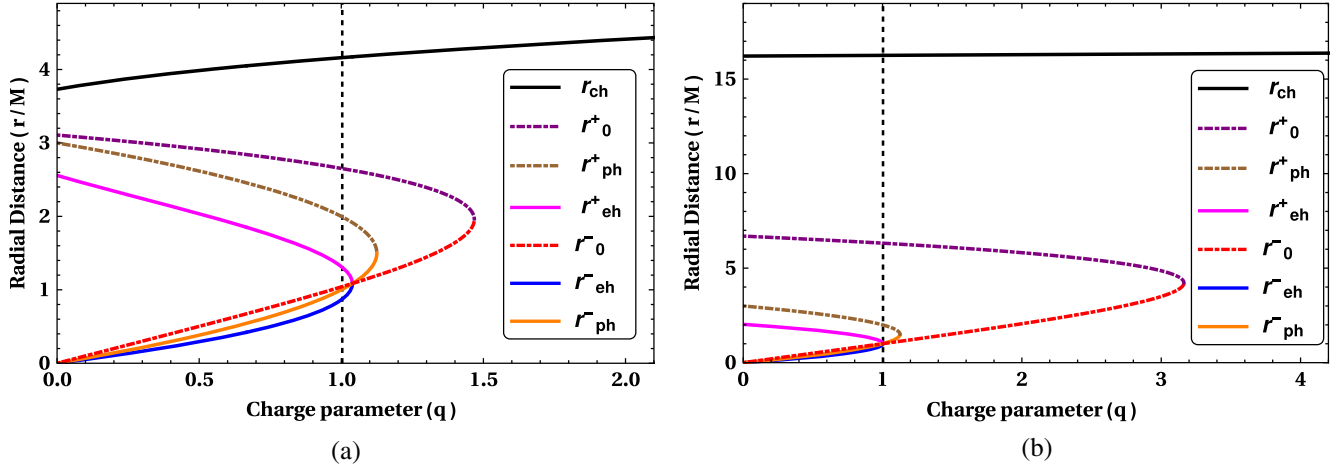 Radial Distance ( r / M )
4
3
2
1
0
0.0 0.5 1.0 1.5 2.0
Charge parameter (q)
r_ch
r^+_0
r^+_ph
r^+_eh
r^-_0
r^-_eh
r^-_ph
(a)
Radial Distance ( r / M )
15
10
5
0
0 1 2 3 4
Charge parameter (q)
r_ch
r^+_0
r^+_ph
r^+_eh
r^-_0
r^-_eh
r^-_ph
(b)